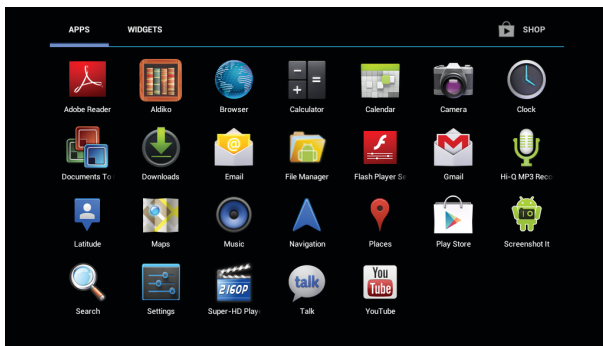 APPS WIDGETS SHOP
Adobe Reader Aldiko Browser Calculator Calendar Camera Clock
Documents To Downloads Email File Manager Flash Player Se Gmail Hi-Q MP3 Reco
Latitude Maps Music Navigation Places Play Store Screenshot It
2160P talk You
Tube
Search Settings Super-HD Play Talk YouTube